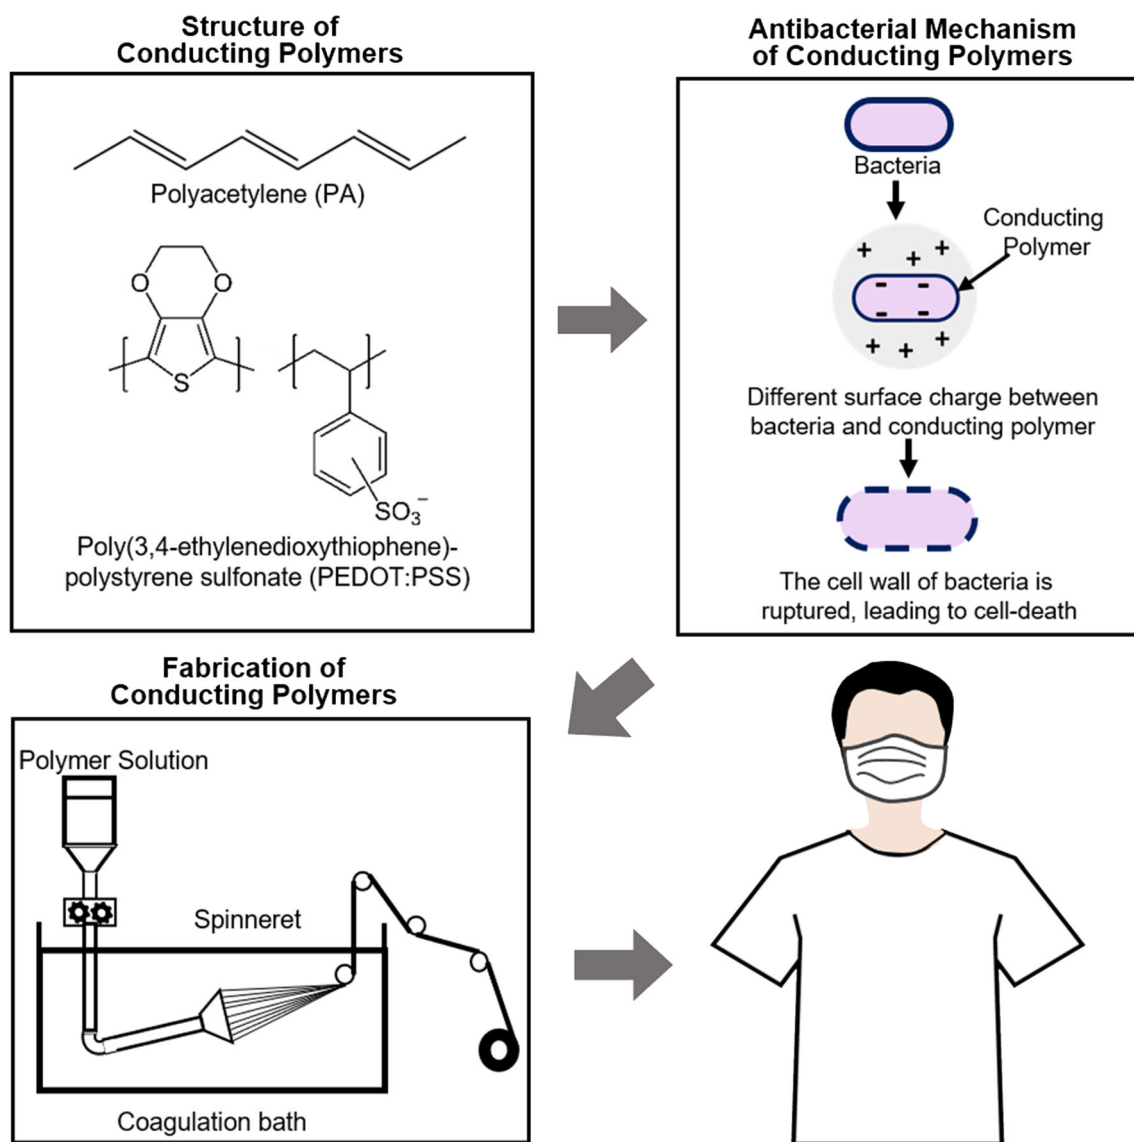 Structure of
Conducting Polymers
Polyacetylene (PA)
O
O
S
SO₃⁻
Poly(3,4-ethylenedioxythiophene)-
polystyrene sulfonate (PEDOT:PSS)
Antibacterial Mechanism
of Conducting Polymers
Bacteria
Conducting
Polymer
+ + +
- -
- -
+ + +
Different surface charge between
bacteria and conducting polymer
The cell wall of bacteria is
ruptured, leading to cell-death
Fabrication of
Conducting Polymers
Polymer Solution
Spinneret
Coagulation bath